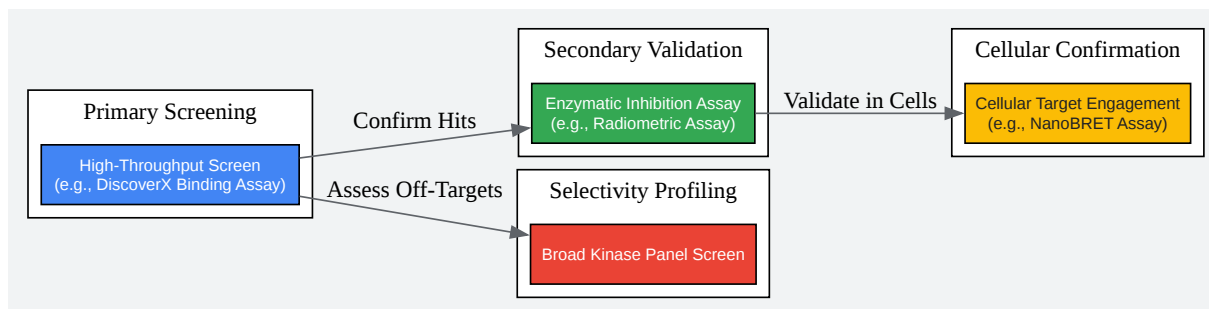 Primary Screening
High-Throughput Screen
(e.g., DiscoverX Binding Assay)
Confirm Hits
Assess Off-Targets
Secondary Validation
Enzymatic Inhibition Assay
(e.g., Radiometric Assay)
Selectivity Profiling
Broad Kinase Panel Screen
Validate in Cells
Cellular Confirmation
Cellular Target Engagement
(e.g., NanoBRET Assay)